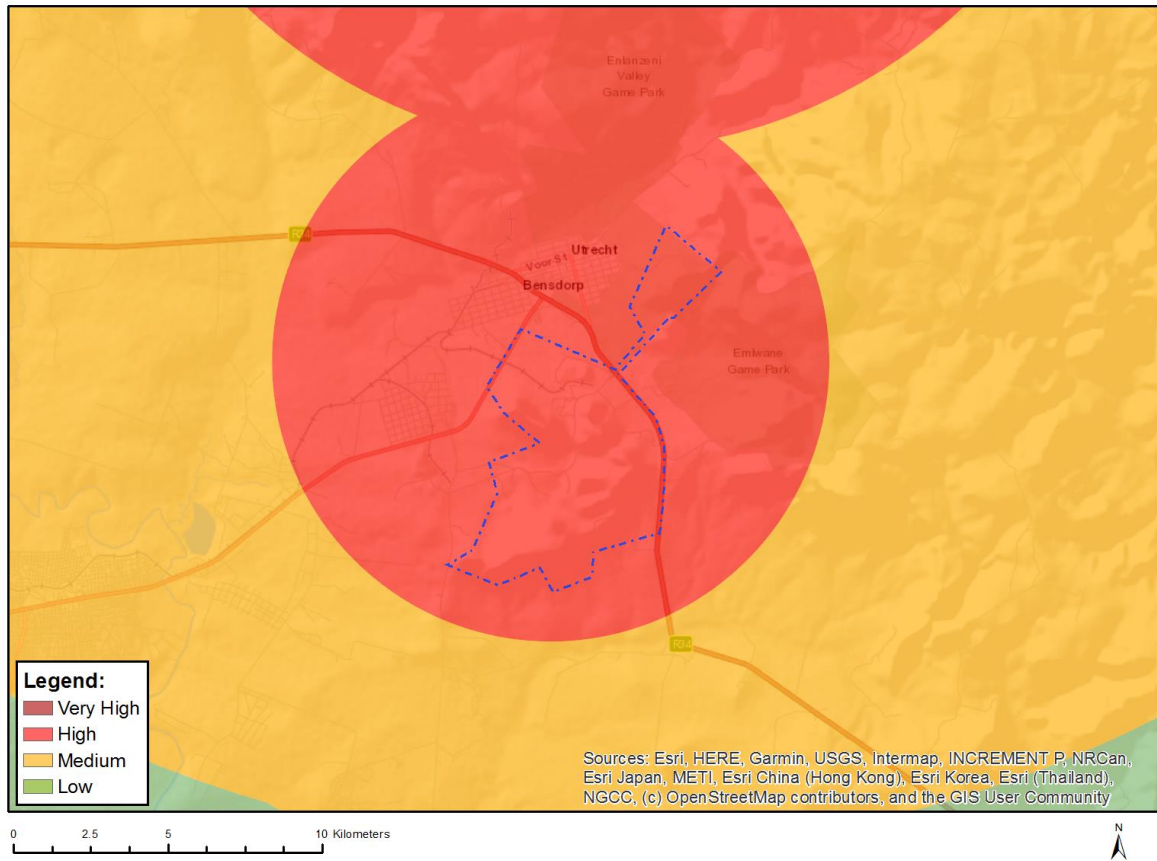 Entanzeni
Valley
Game Park
R34
Voor St
Utrecht
Bensdorp
Emlwane
Game Park
R34
Legend:
Very High
High
Medium
Low
Sources: Esri, HERE, Garmin, USGS, Intermap, INCREMENT P, NRCan,
Esri Japan, METI, Esri China (Hong Kong), Esri Korea, Esri (Thailand),
NGCC, (c) OpenStreetMap contributors, and the GIS User Community
0 2.5 5 10 Kilometers
N